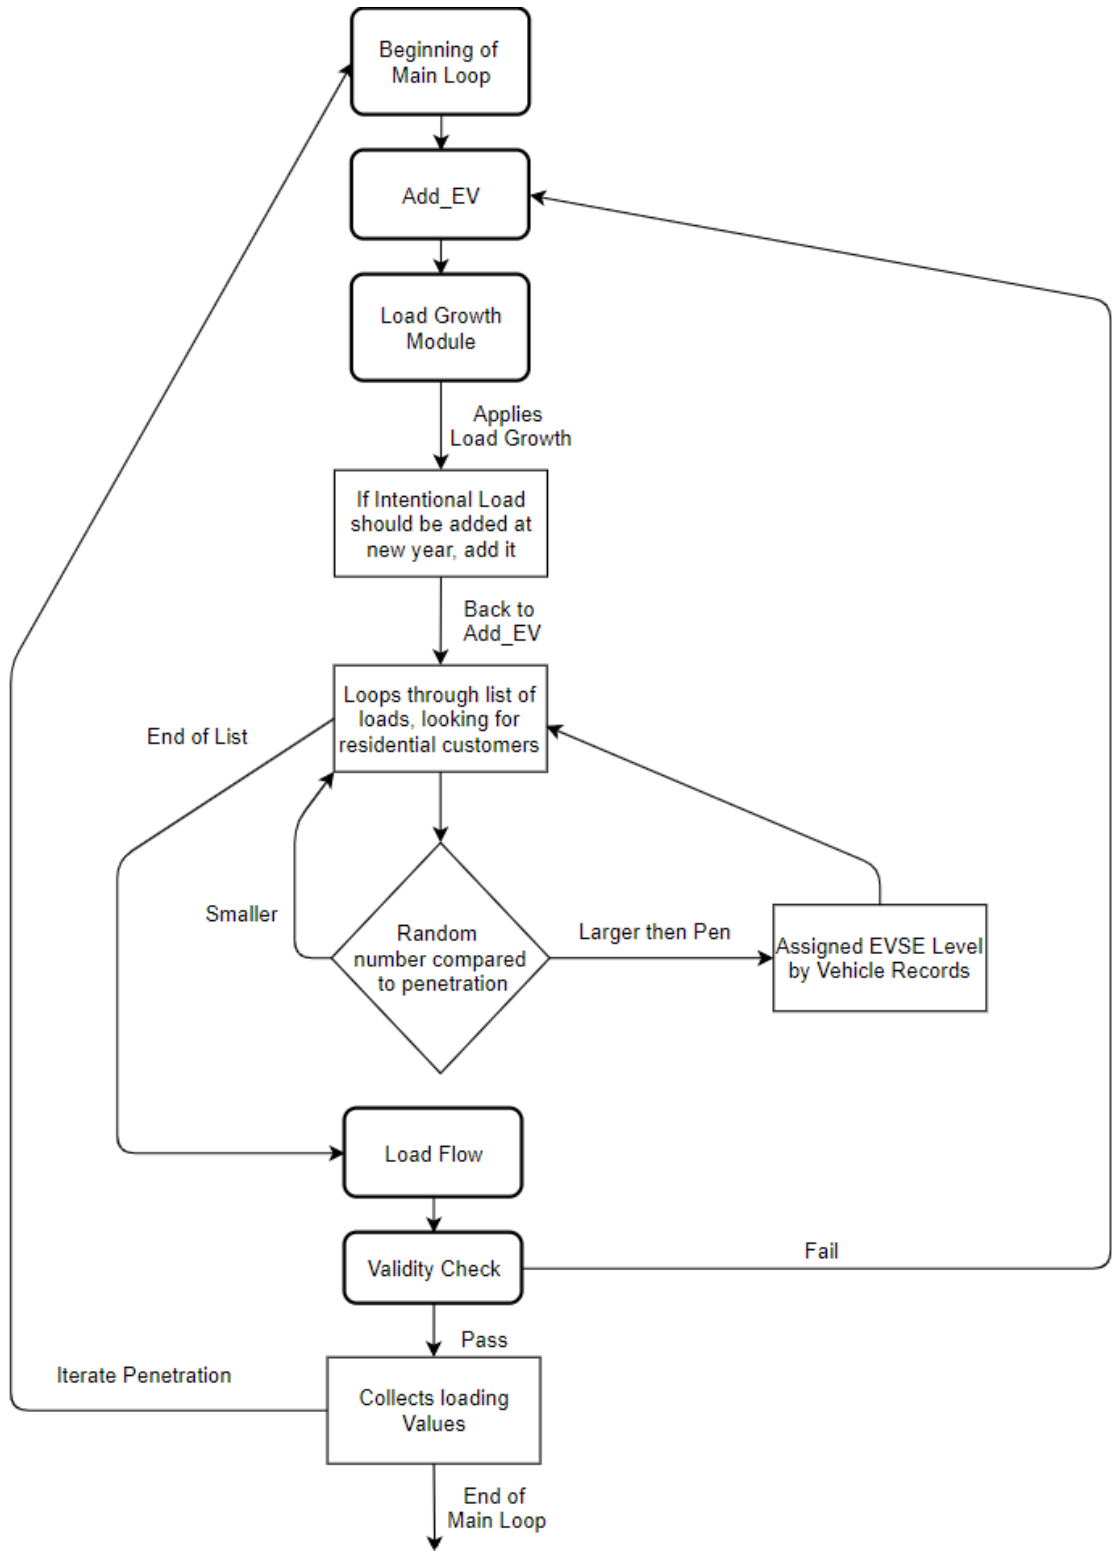 Beginning of
Main Loop
Add_EV
Load Growth
Module
Applies
Load Growth
If Intentional Load
should be added at
new year, add it
Back to
Add_EV
Loops through list of
loads, looking for
residential customers
End of List
Smaller
Random
number compared
to penetration
Larger then Pen
Assigned EVSE Level
by Vehicle Records
Load Flow
Validity Check
Fail
Pass
Iterate Penetration
Collects loading
Values
End of
Main Loop